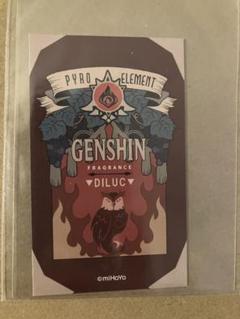 PYRO ELEMENT
GENSHIN
FRAGRANCE
▼DILUC▼
©miHoYo